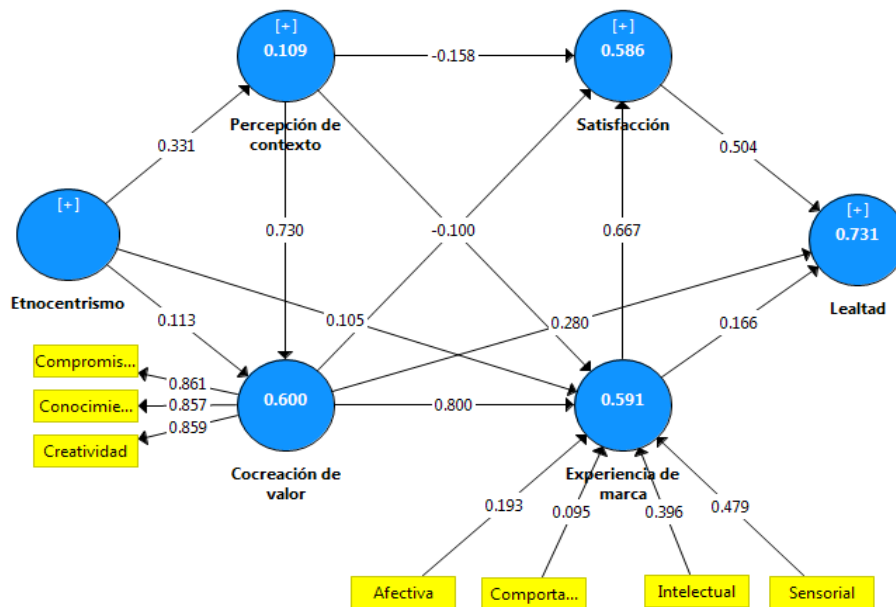 [+]
0.109
[+]
0.586
-0.158
Percepción de
contexto
Satisfacción
0.331
0.504
[+]
[+]
0.731
0.730
-0.100
0.667
Etnocentrismo
Lealtad
0.113
0.105
0.280
0.166
Compromis...
0.861
Conocimie...
0.857
0.600
0.800
0.591
0.859
Creatividad
Cocreación de
valor
Experiencia de
marca
0.193
0.095
0.396
0.479
Afectiva
Comporta...
Intelectual
Sensorial